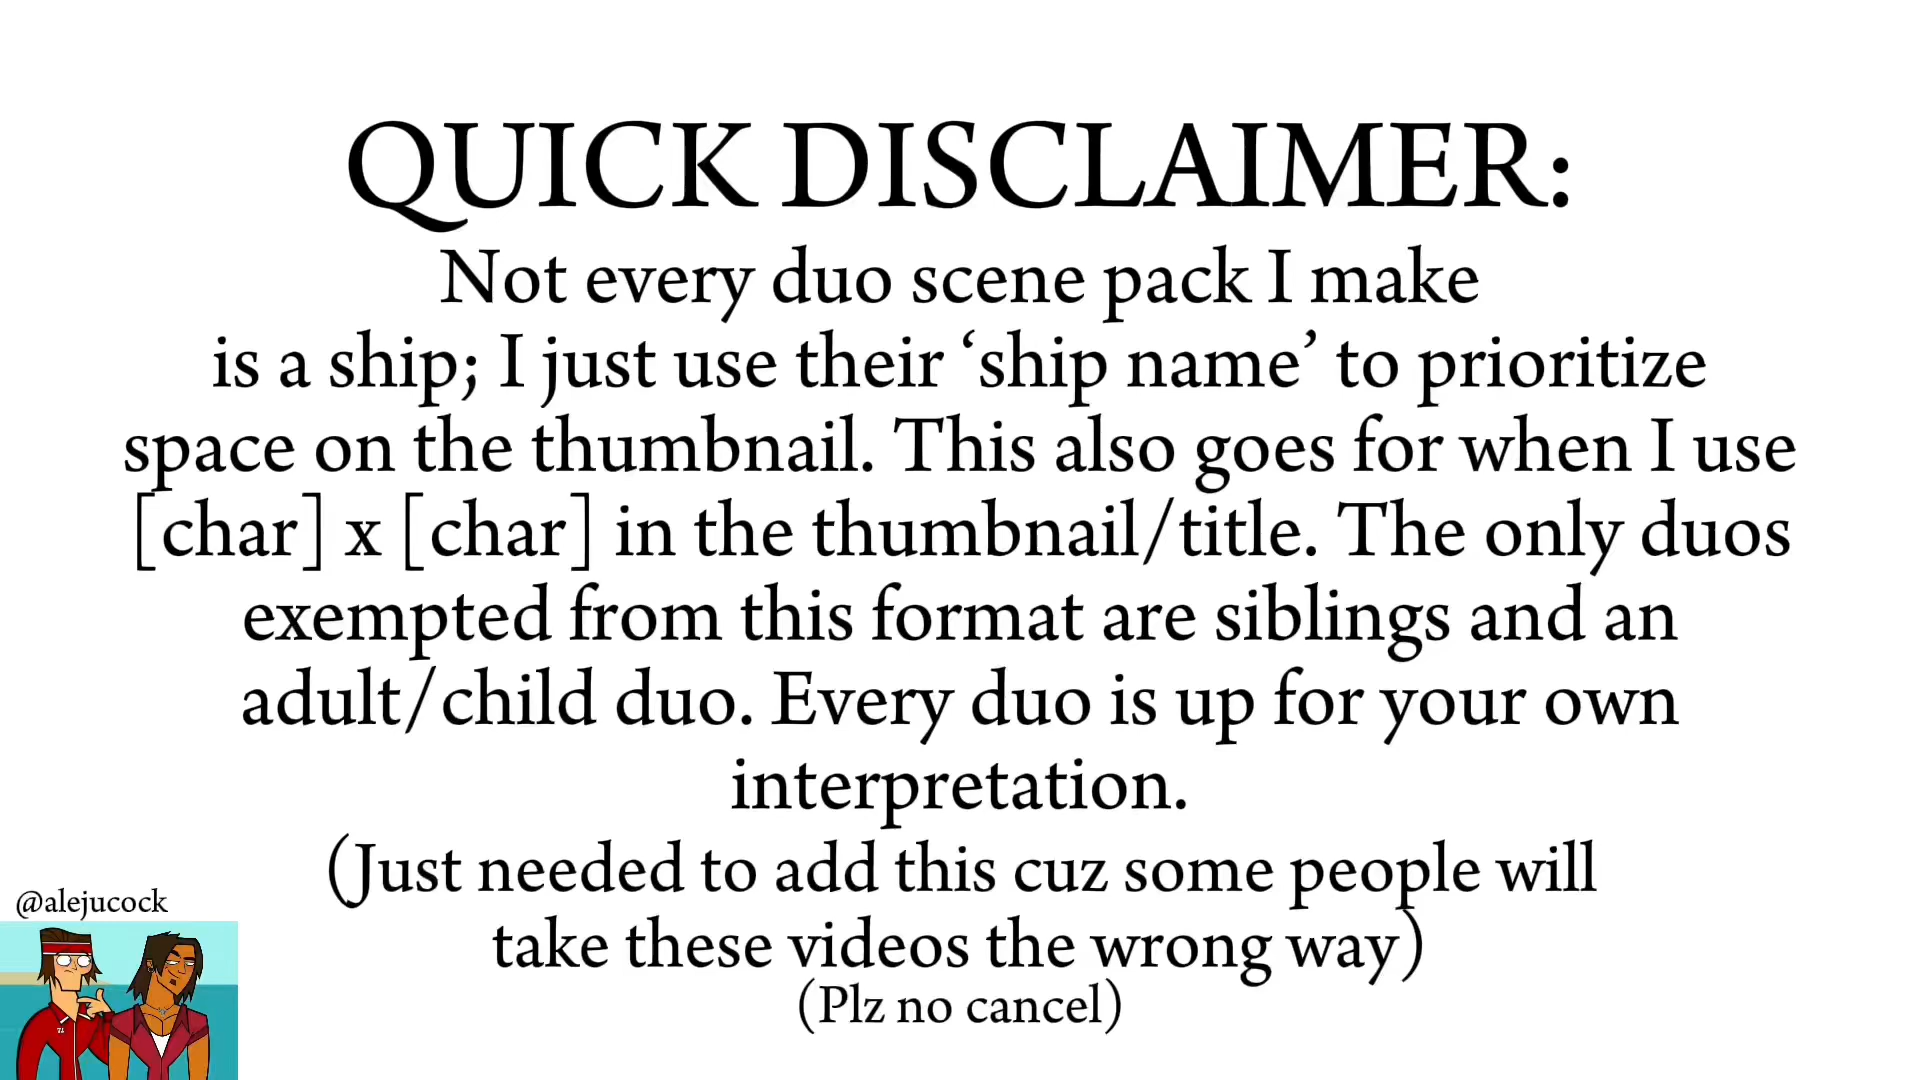 QUICK DISCLAIMER:
Not every duo scene pack I make
is a ship; I just use their ‘ship name’ to prioritize
space on the thumbnail. This also goes for when I use
[char] x [char] in the thumbnail/title. The only duos
exempted from this format are siblings and an
adult/child duo. Every duo is up for your own
interpretation.
(Just needed to add this cuz some people will
take these videos the wrong way)
(Plz no cancel)
@alejucock